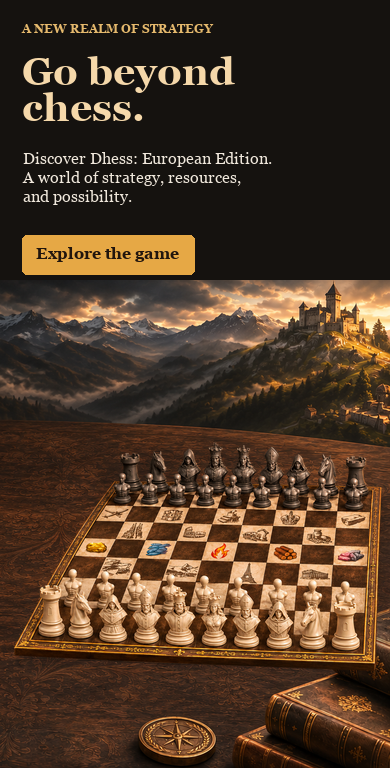 A NEW REALM OF STRATEGY
Go beyond
chess.
Discover Dhess: European Edition.
A world of strategy, resources,
and possibility.
Explore the game